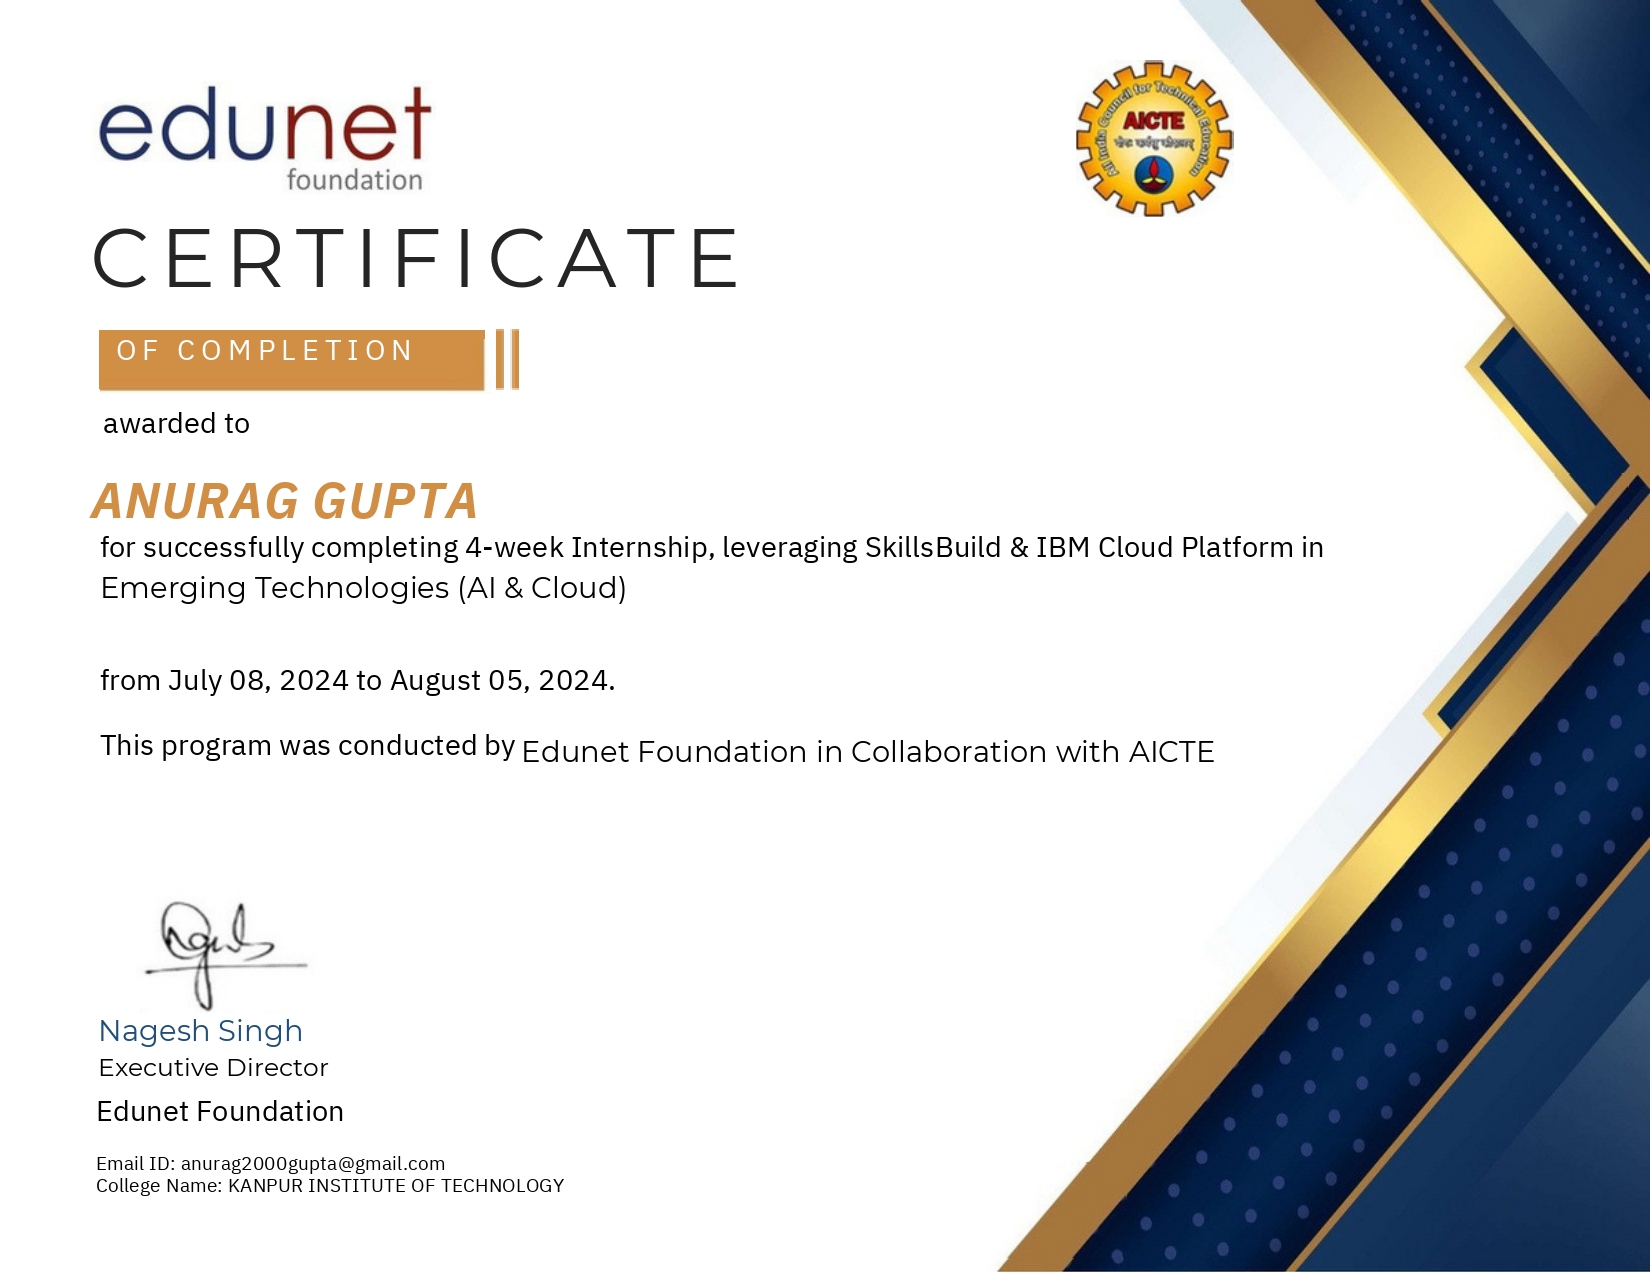 edunet
foundation
All India Council for Technical Education
AICTE
CERTIFICATE
OF COMPLETION
awarded to
ANURAG GUPTA
for successfully completing 4-week Internship, leveraging SkillsBuild & IBM Cloud Platform in
Emerging Technologies (AI & Cloud)
from July 08, 2024 to August 05, 2024.
This program was conducted by Edunet Foundation in Collaboration with AICTE
Nagesh Singh
Executive Director
Edunet Foundation
Email ID: anurag2000gupta@gmail.com
College Name: KANPUR INSTITUTE OF TECHNOLOGY